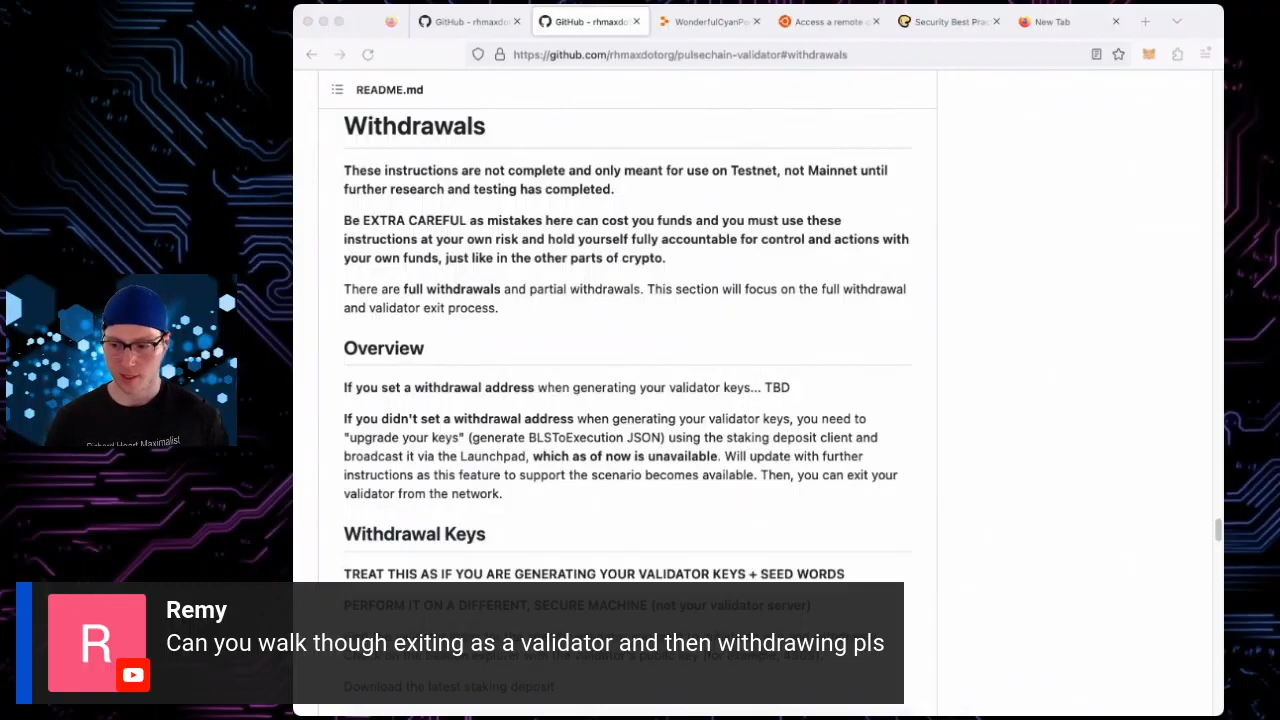 GitHub - rhmaxdo
GitHub - rhmaxdo
WonderfulCyanPo
Access a remote
Security Best Prac
New Tab
https://github.com/rhmaxdotorg/pulsechain-validator#withdrawals
README.md
Withdrawals
These instructions are not complete and only meant for use on Testnet, not Mainnet until
further research and testing has completed.
Be EXTRA CAREFUL as mistakes here can cost you funds and you must use these
instructions at your own risk and hold yourself fully accountable for control and actions with
your own funds, just like in the other parts of crypto.
There are full withdrawals and partial withdrawals. This section will focus on the full withdrawal
and validator exit process.
Overview
If you set a withdrawal address when generating your validator keys... TBD
If you didn't set a withdrawal address when generating your validator keys, you need to
"upgrade your keys" (generate BLSToExecution JSON) using the staking deposit client and
broadcast it via the Launchpad, which as of now is unavailable. Will update with further
instructions as this feature to support the scenario becomes available. Then, you can exit your
validator from the network.
Withdrawal Keys
TREAT THIS AS IF YOU ARE GENERATING YOUR VALIDATOR KEYS + SEED WORDS
PERFORM IT ON A DIFFERENT, SECURE MACHINE (not your validator server)
Download the latest staking deposit
Richard Heart Maximalist
R
Remy
Can you walk though exiting as a validator and then withdrawing pls